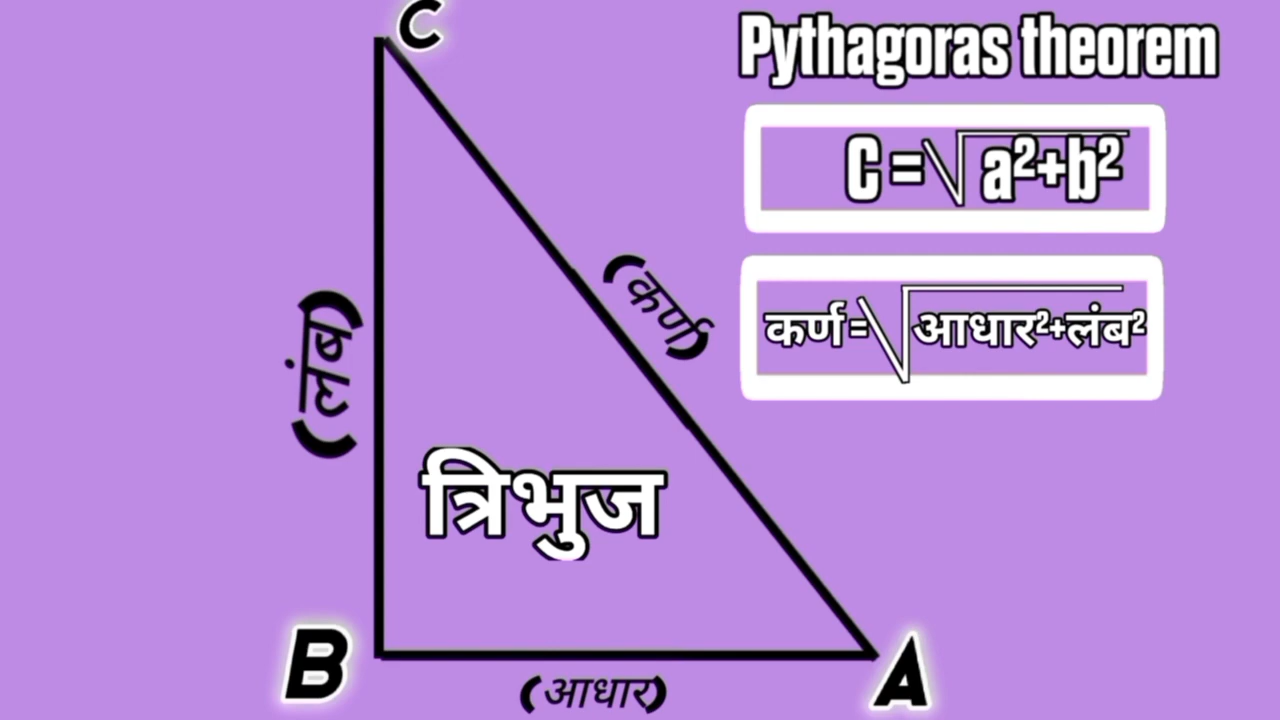 C
Pythagoras theorem
C=√a²+b²
(कर्ण)
कर्ण=√आधार²+लंब²
(लंब)
त्रिभुज
B
A
(आधार)